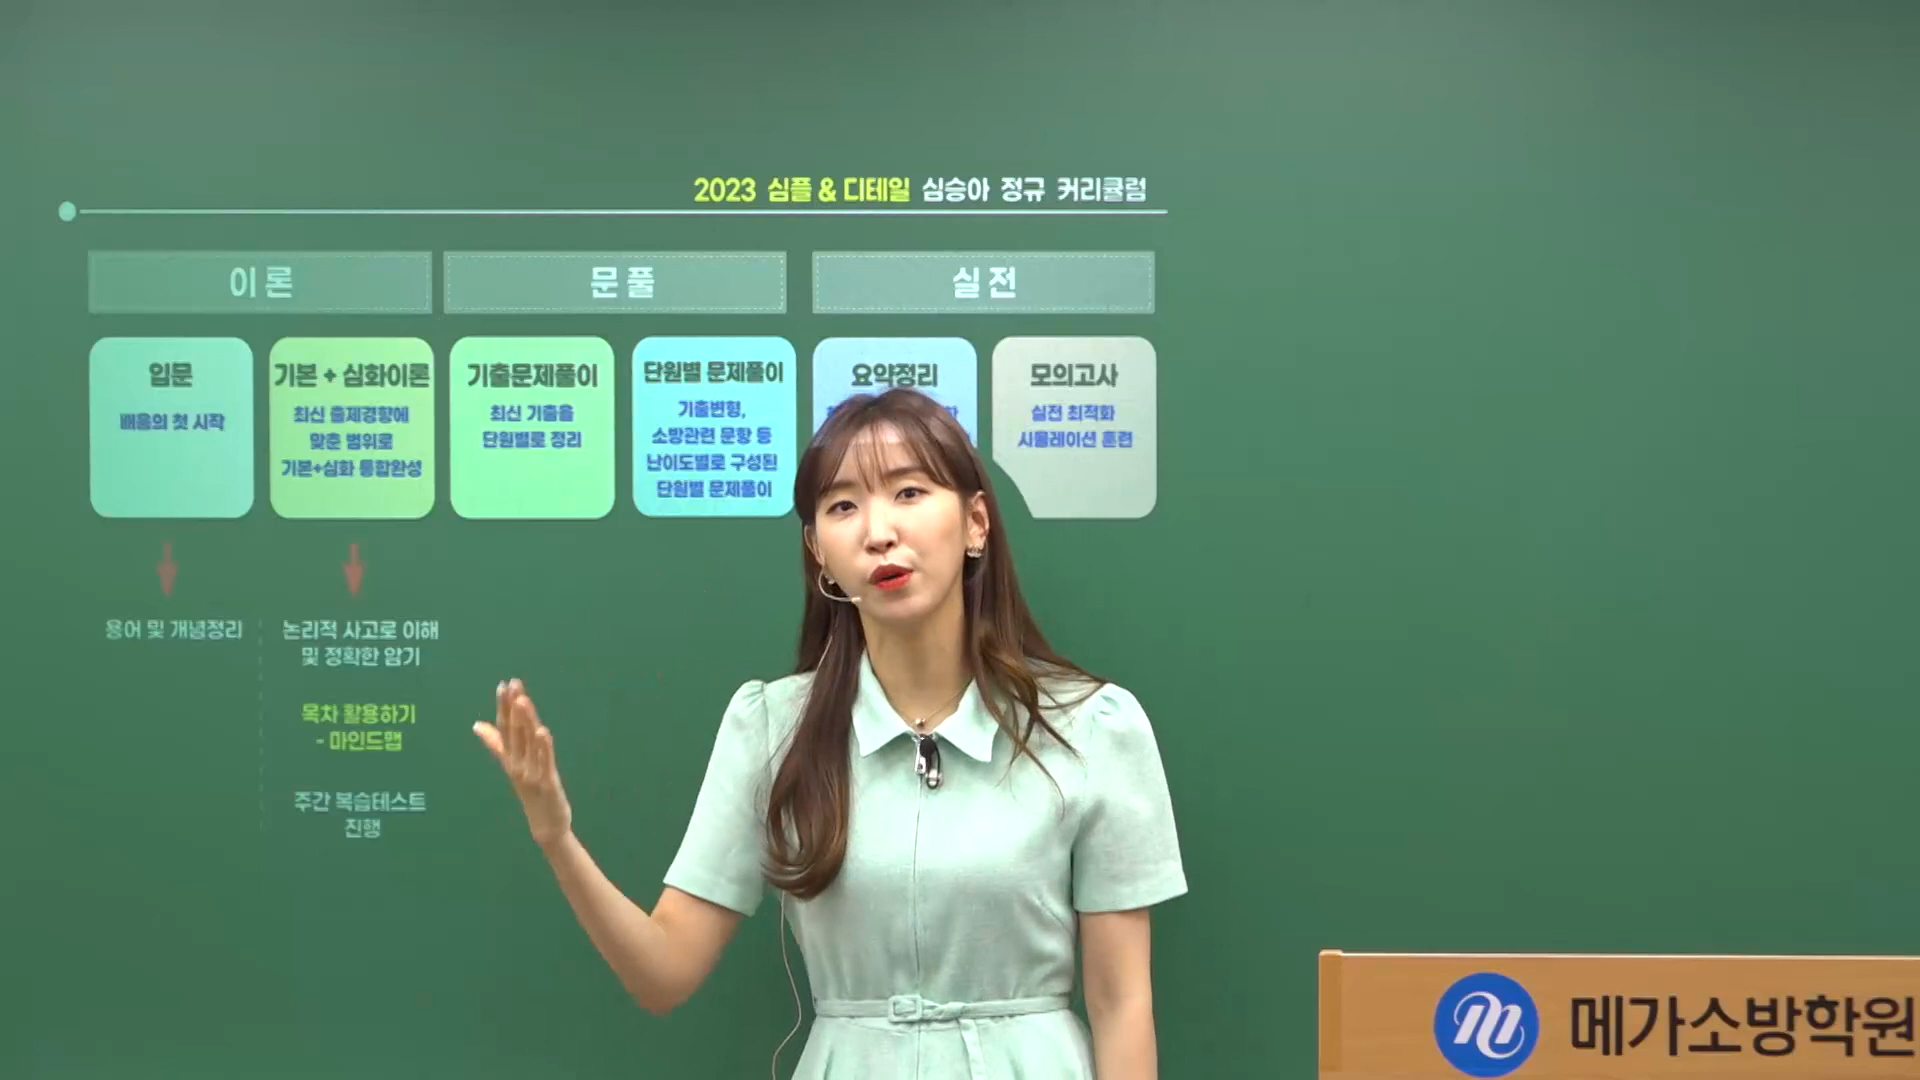 2023 심플 & 디테일 심승아 정규 커리큘럼
이론
문풀
실전
입문
배움의 첫 시작
기본 + 심화이론
최신 출제경향에
맞춘 범위로
기본+심화 통합완성
기출문제풀이
최신 기출을
단원별로 정리
단원별 문제풀이
기출변형,
소방관련 문항 등
난이도별로 구성된
단원별 문제풀이
요약정리
모의고사
실전 최적화
시뮬레이션 훈련
용어 및 개념정리
논리적 사고로 이해
및 정확한 암기
목차 활용하기
- 마인드맵
주간 복습테스트
진행
메가소방학원